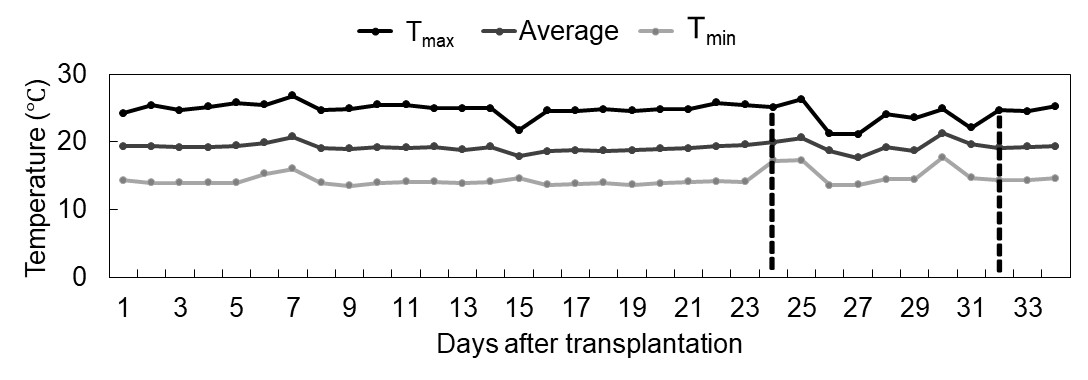 Tmax Average Tmin
Temperature (°C)
30
20
10
0
1 3 5 7 9 11 13 15 17 19 21 23 25 27 29 31 33
Days after transplantation